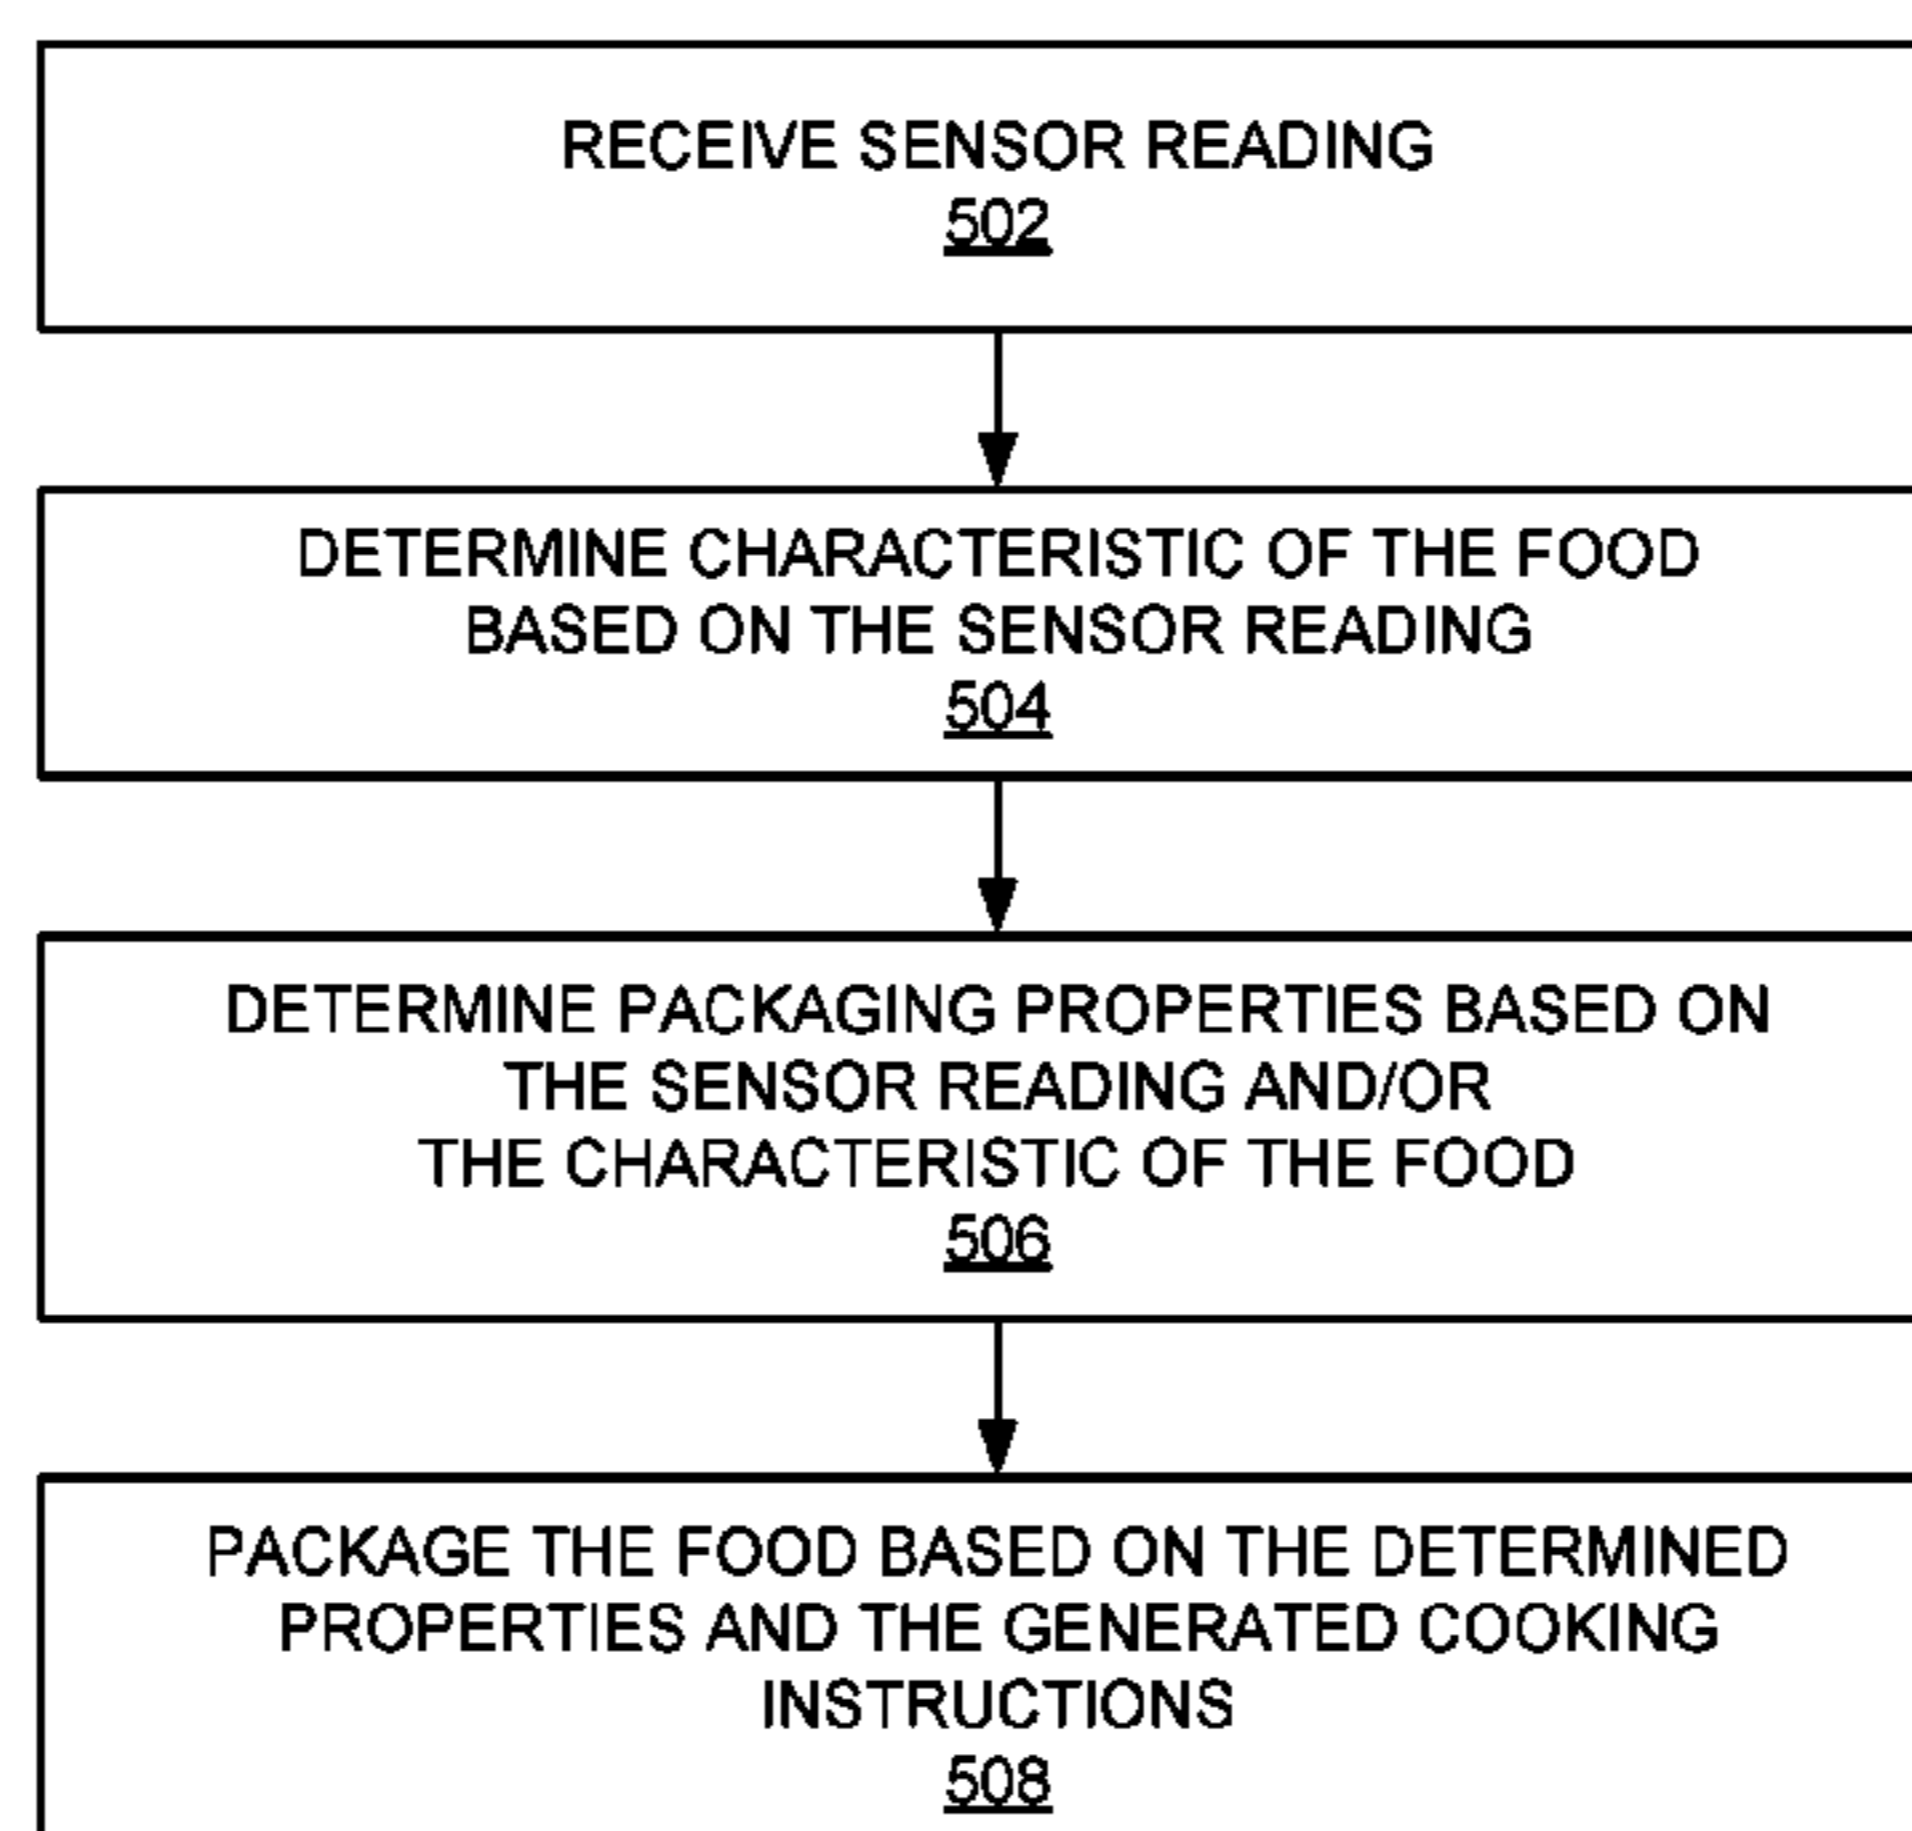 RECEIVE SENSOR READING
502
DETERMINE CHARACTERISTIC OF THE FOOD
BASED ON THE SENSOR READING
504
DETERMINE PACKAGING PROPERTIES BASED ON
THE SENSOR READING AND/OR
THE CHARACTERISTIC OF THE FOOD
506
PACKAGE THE FOOD BASED ON THE DETERMINED
PROPERTIES AND THE GENERATED COOKING
INSTRUCTIONS
508